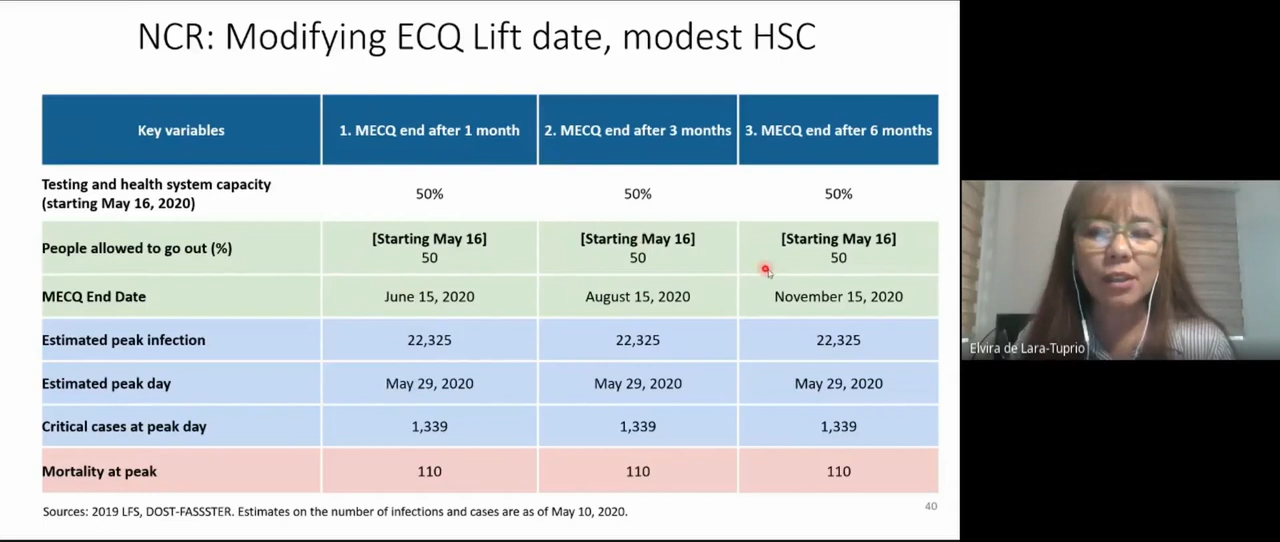 NCR: Modifying ECQ Lift date, modest HSC
Key variables
1. MECQ end after 1 month
2. MECQ end after 3 months
3. MECQ end after 6 months
Testing and health system capacity
(starting May 16, 2020)
50%
50%
50%
People allowed to go out (%)
[Starting May 16]
50
[Starting May 16]
50
[Starting May 16]
50
MECQ End Date
June 15, 2020
August 15, 2020
November 15, 2020
Estimated peak infection
22,325
22,325
22,325
Estimated peak day
May 29, 2020
May 29, 2020
May 29, 2020
Critical cases at peak day
1,339
1,339
1,339
Mortality at peak
110
110
110
Sources: 2019 LFS, DOST-FASSSTER. Estimates on the number of infections and cases are as of May 10, 2020.
40
Elvira de Lara-Tuprio